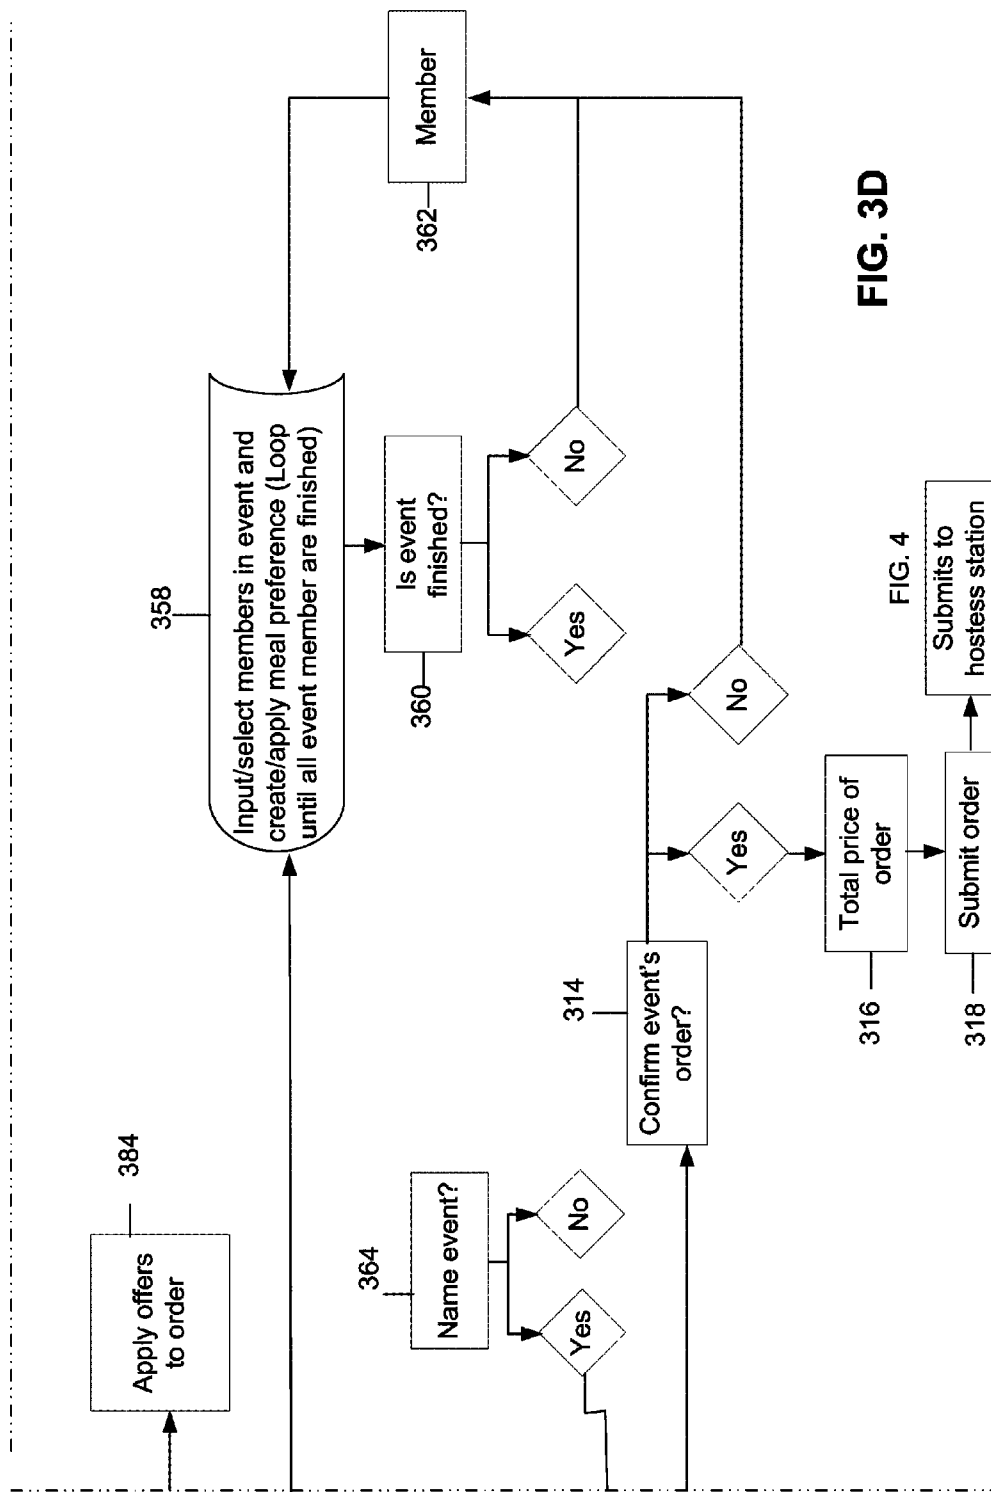 384
Apply offers
to order
358
Input/select members in event and
create/apply meal preference (Loop
until all event member are finished)
362
Member
360
Is event
finished?
Yes
No
364
Name event?
Yes
No
314
Confirm event's
order?
Yes
No
316
Total price of
order
318
Submit order
FIG. 4
Submits to
hostess station
FIG. 3D